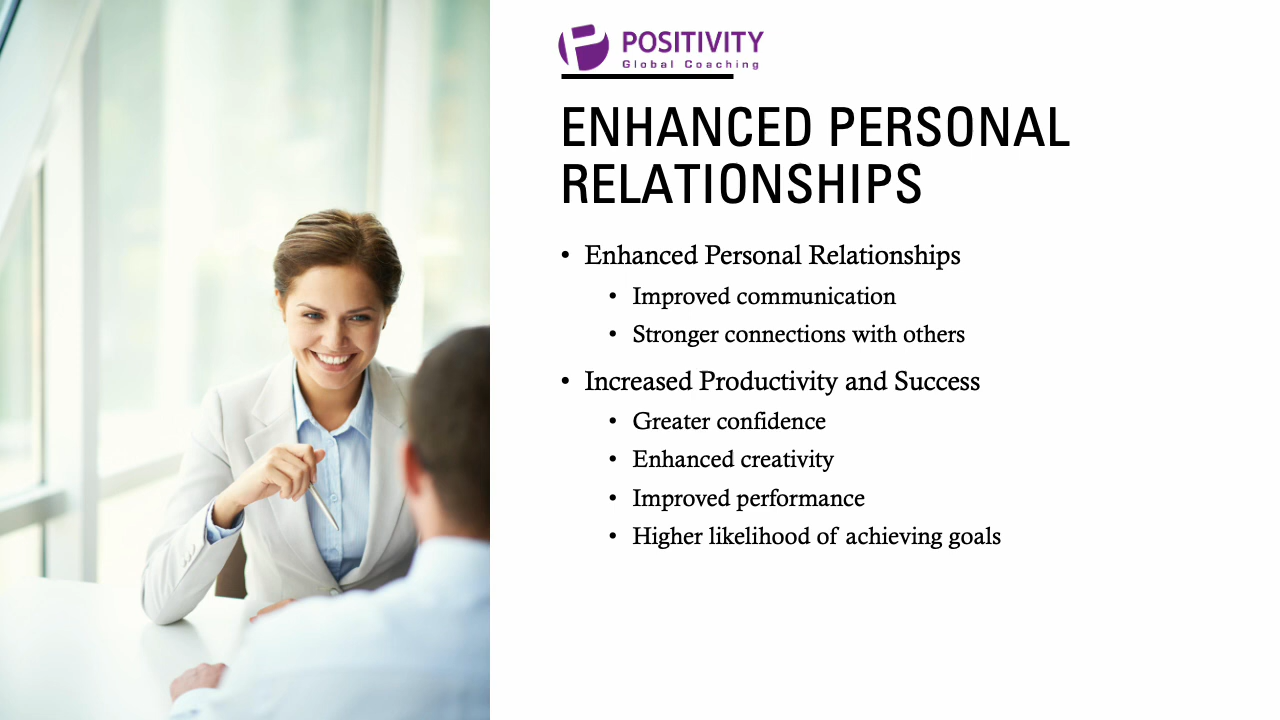 POSITIVITY
Global Coaching
ENHANCED PERSONAL
RELATIONSHIPS
• Enhanced Personal Relationships
• Improved communication
• Stronger connections with others
• Increased Productivity and Success
• Greater confidence
• Enhanced creativity
• Improved performance
• Higher likelihood of achieving goals